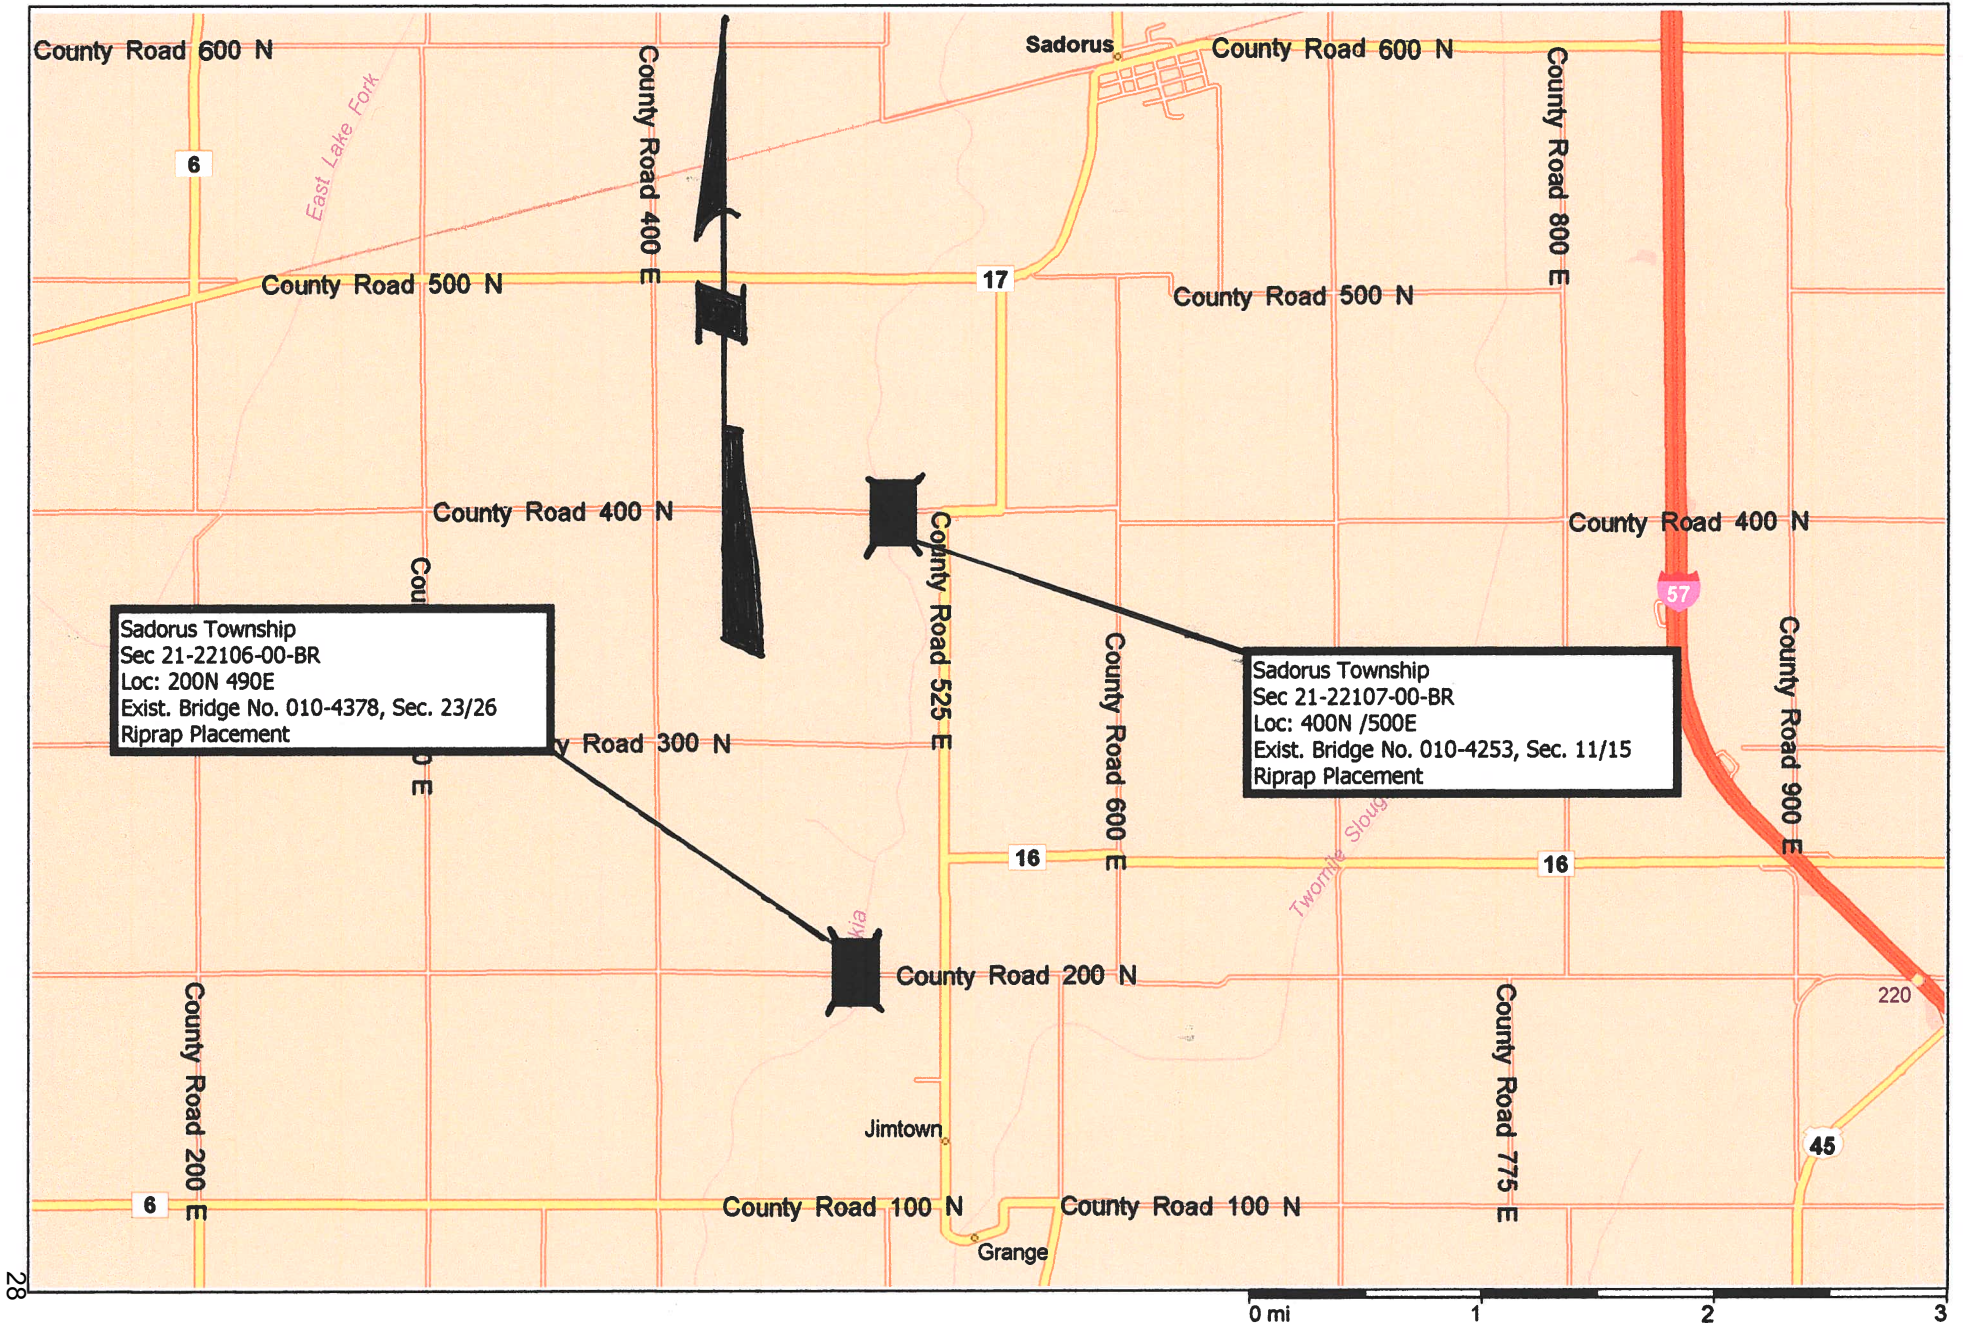 County Road 600 N
Sadorus
County Road 600 N
County Road 400 E
County Road 800 E
East Lake Fork
6
County Road 500 N
17
County Road 500 N
County Road 400 N
County Road 400 N
County Road 525 E
57
Cou
0 E
Sadorus Township
Sec 21-22106-00-BR
Loc: 200N 490E
Exist. Bridge No. 010-4378, Sec. 23/26
Riprap Placement
y Road 300 N
County Road 600 E
Sadorus Township
Sec 21-22107-00-BR
Loc: 400N /500E
Exist. Bridge No. 010-4253, Sec. 11/15
Riprap Placement
County Road 900 E
Twomile Sloug
16
16
kia
County Road 200 N
220
County Road 200 E
County Road 775 E
Jimtown
45
6
County Road 100 N
County Road 100 N
Grange
28
0 mi 1 2 3